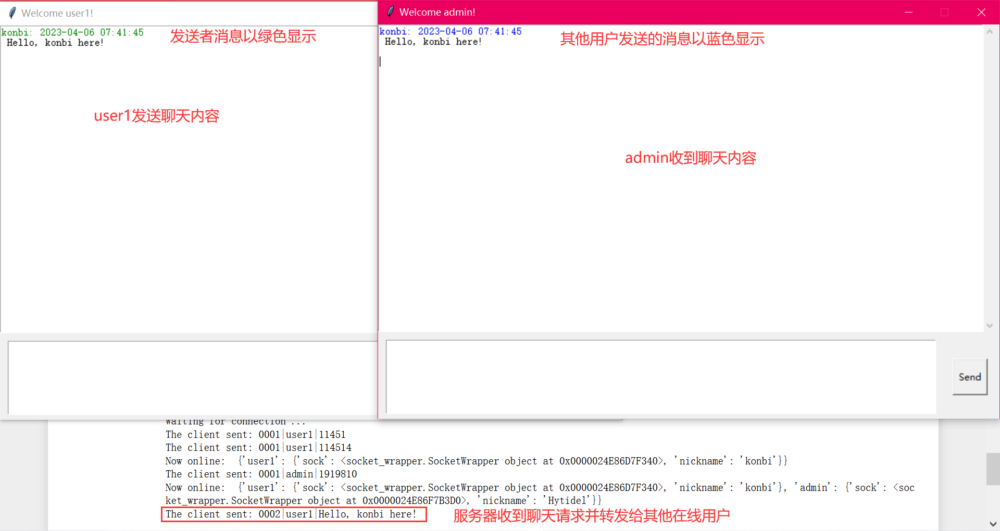 Welcome user1!
konbi: 2023-04-06 07:41:45
Hello, konbi here!
发送者消息以绿色显示
user1发送聊天内容
Welcome admin!
konbi: 2023-04-06 07:41:45
Hello, konbi here!
其他用户发送的消息以蓝色显示
admin收到聊天内容
Send
Waiting for connection ...
The client sent: 0001|user1|11451
The client sent: 0001|user1|114514
Now online:  {'user1': {'sock': <socket_wrapper.SocketWrapper object at 0x0000024E86D7F340>, 'nickname': 'konbi'}}
The client sent: 0001|admin|1919810
Now online:  {'user1': {'sock': <socket_wrapper.SocketWrapper object at 0x0000024E86D7F340>, 'nickname': 'konbi'}, 'admin': {'sock': <soc
ket_wrapper.SocketWrapper object at 0x0000024E86F7B3D0>, 'nickname': 'Hytidel'}}
The client sent: 0002|user1|Hello, konbi here!
服务器收到聊天请求并转发给其他在线用户